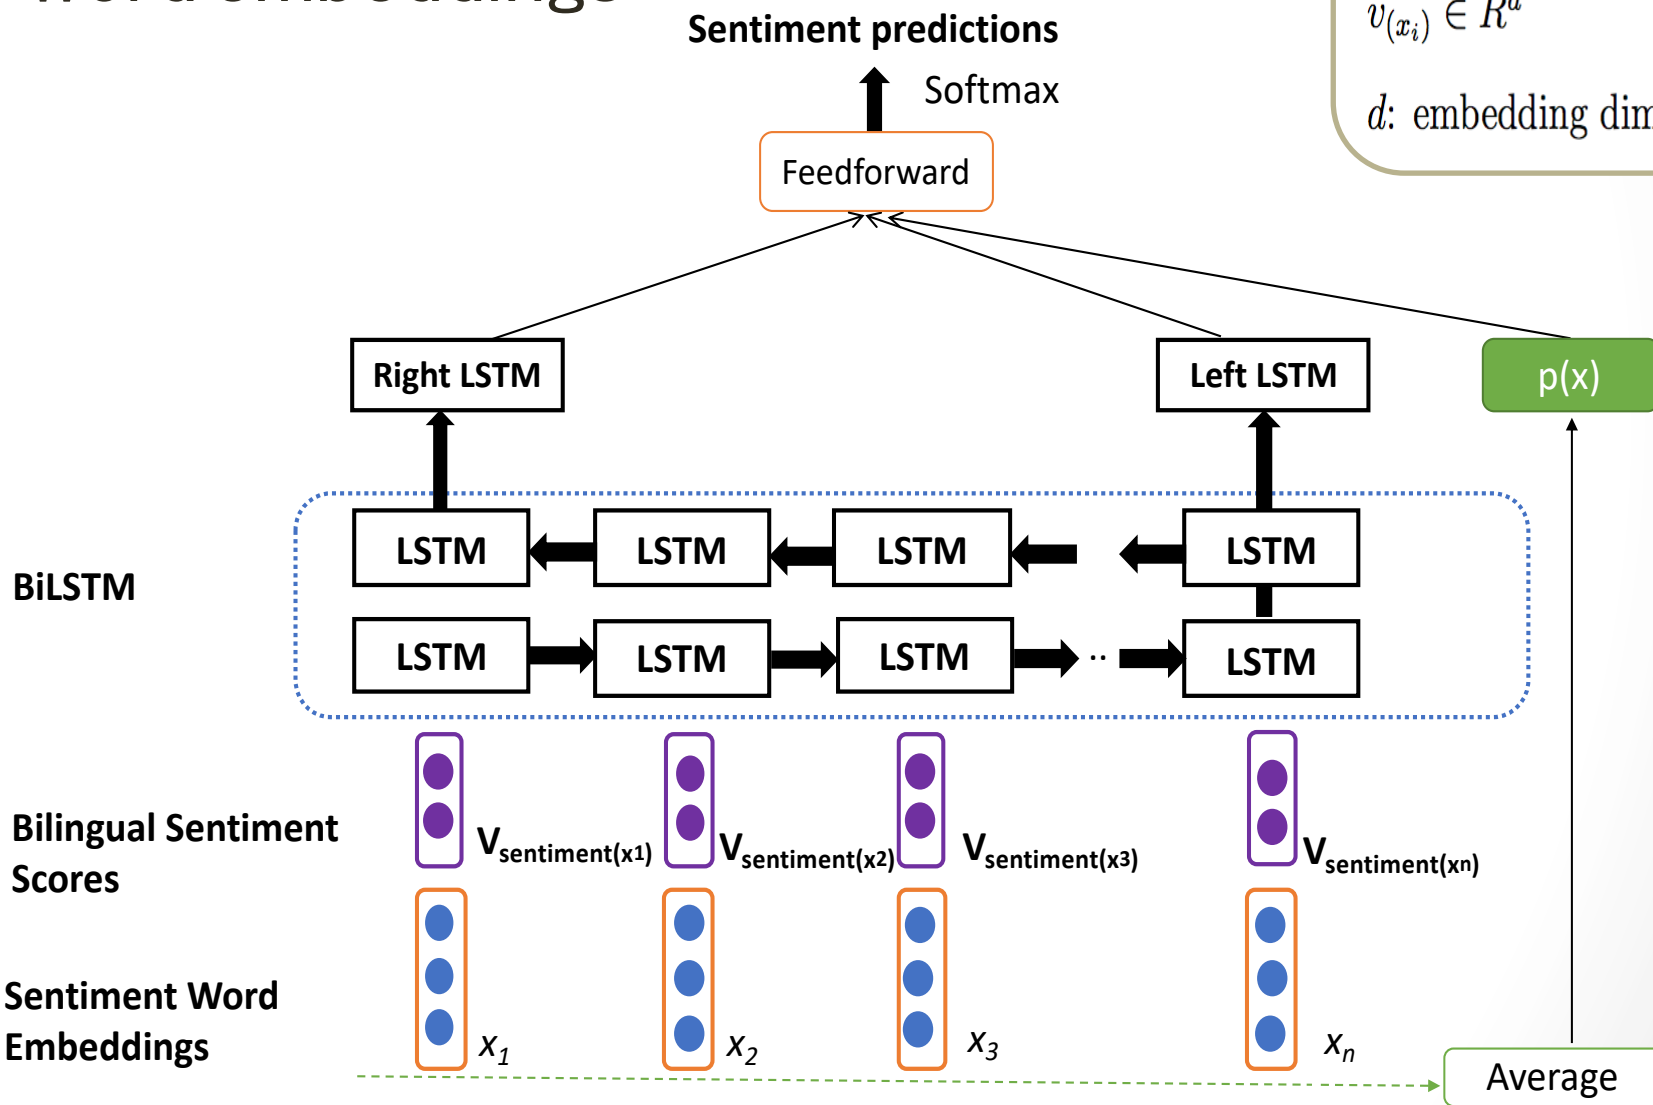 Sentiment predictions
Softmax
v(xᵢ) ∈ Rᵈ
d: embedding dim
Feedforward
Right LSTM
Left LSTM
p(x)
BiLSTM
LSTM
LSTM
LSTM
LSTM
LSTM
LSTM
LSTM
··
LSTM
Bilingual Sentiment
Scores
Vsentiment(x1)
Vsentiment(x2)
Vsentiment(x3)
Vsentiment(xn)
Sentiment Word
Embeddings
x₁
x₂
x₃
xₙ
Average